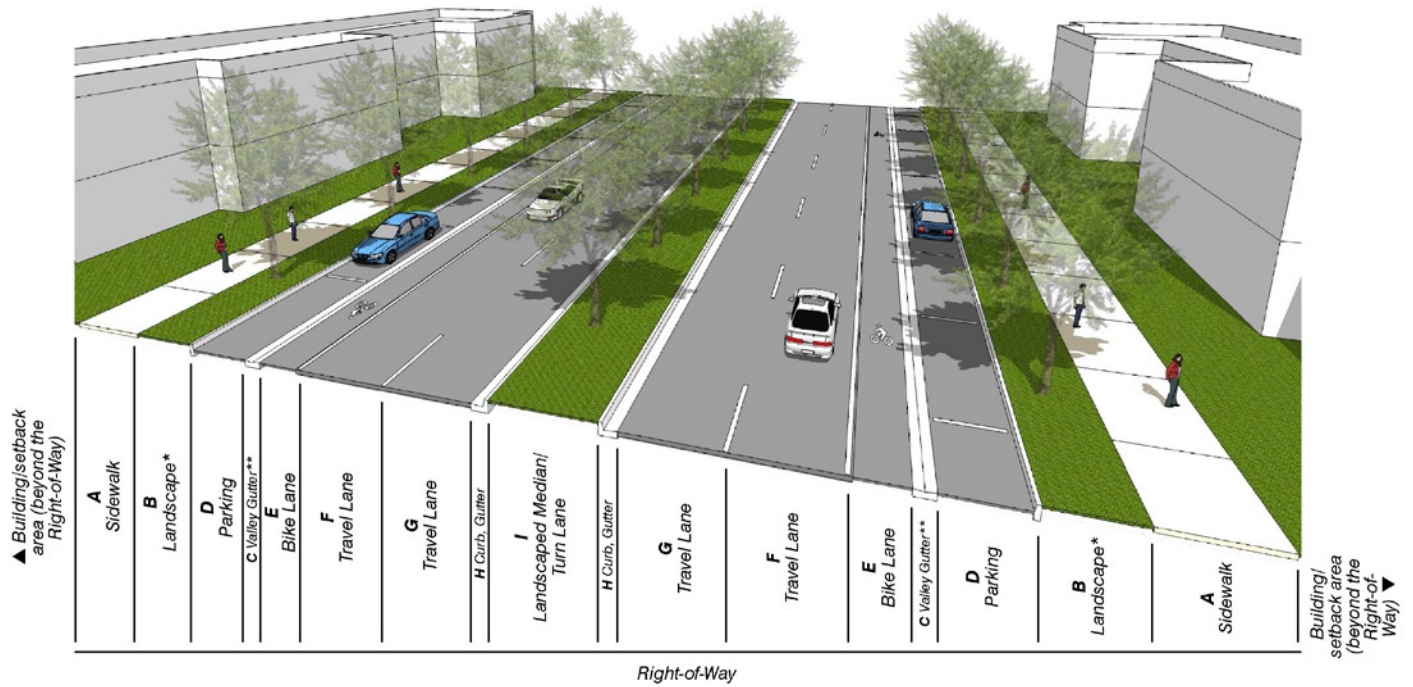 ▲ Building/setback
area (beyond the
Right-of-Way)
A
Sidewalk
B
Landscape*
D
Parking
C Valley Gutter**
E
Bike Lane
F
Travel Lane
G
Travel Lane
H Curb, Gutter
I
Landscaped Median/
Turn Lane
H Curb, Gutter
G
Travel Lane
F
Travel Lane
E
Bike Lane
C Valley Gutter**
D
Parking
B
Landscape*
A
Sidewalk
Building/
setback area
(beyond the
Right-of-
Way) ▼
Right-of-Way